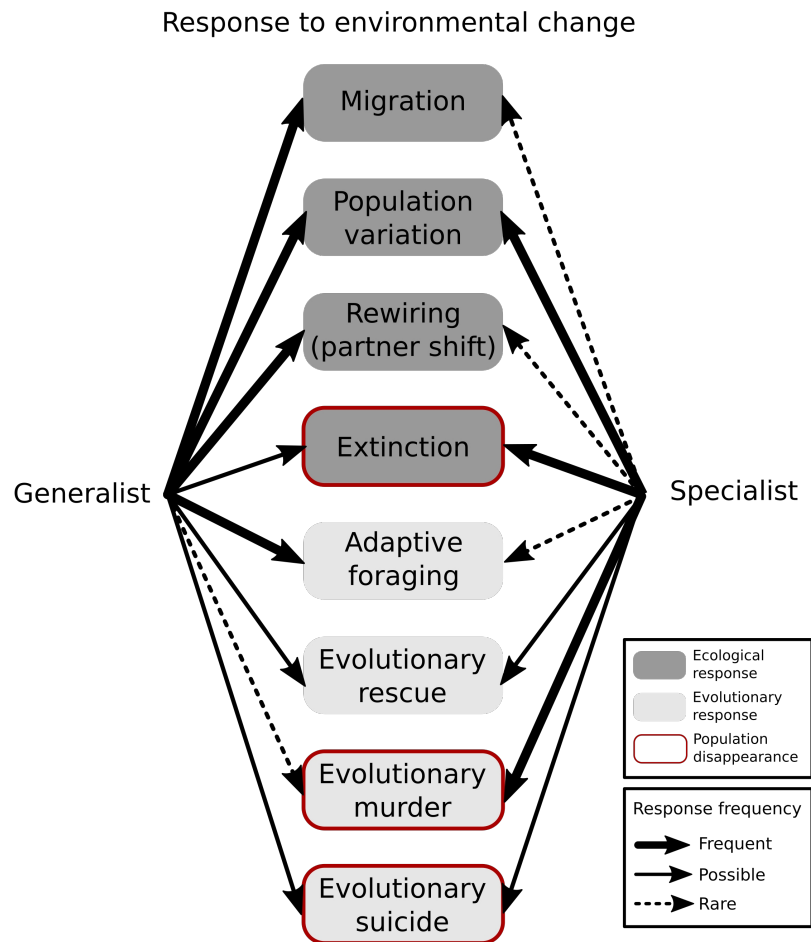 Response to environmental change
Migration
Population
variation
Rewiring
(partner shift)
Extinction
Generalist
Specialist
Adaptive
foraging
Evolutionary
rescue
Evolutionary
murder
Evolutionary
suicide
Ecological
response
Evolutionary
response
Population
disappearance
Response frequency
Frequent
Possible
Rare